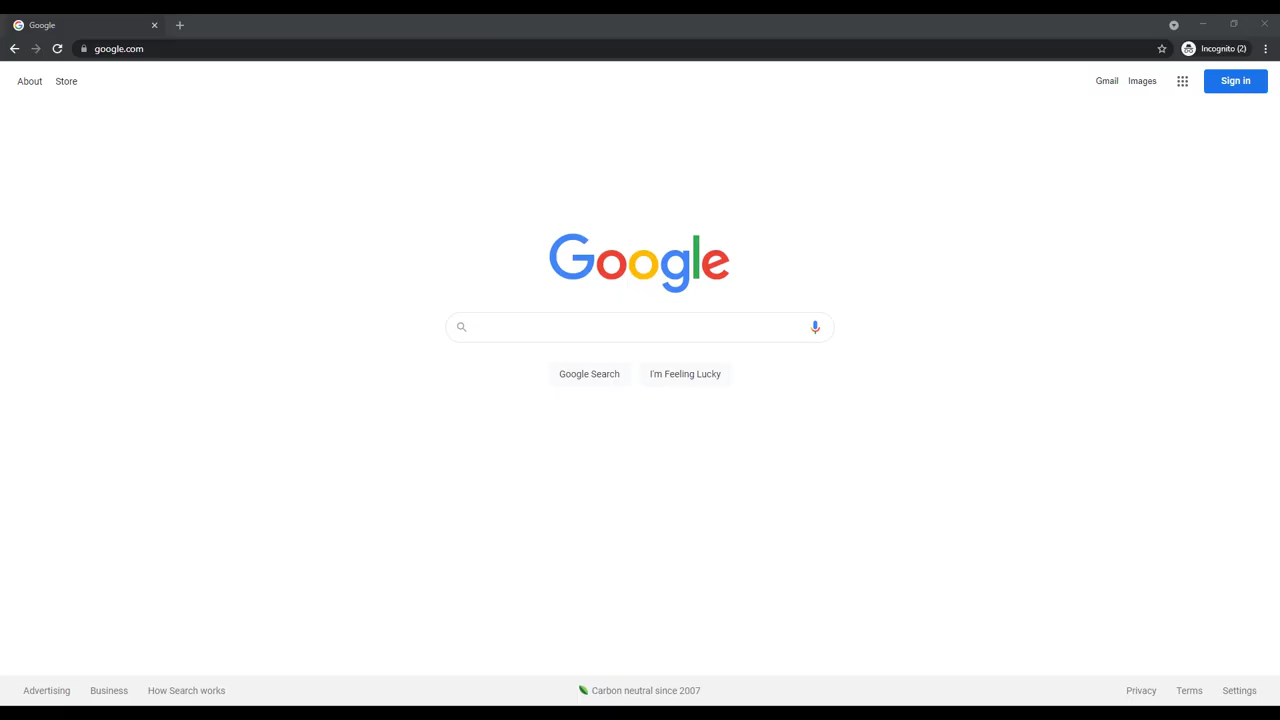 Google
google.com
Incognito (2)
About Store
Gmail Images Sign in
Google
Google Search I'm Feeling Lucky
Advertising Business How Search works
Carbon neutral since 2007
Privacy Terms Settings